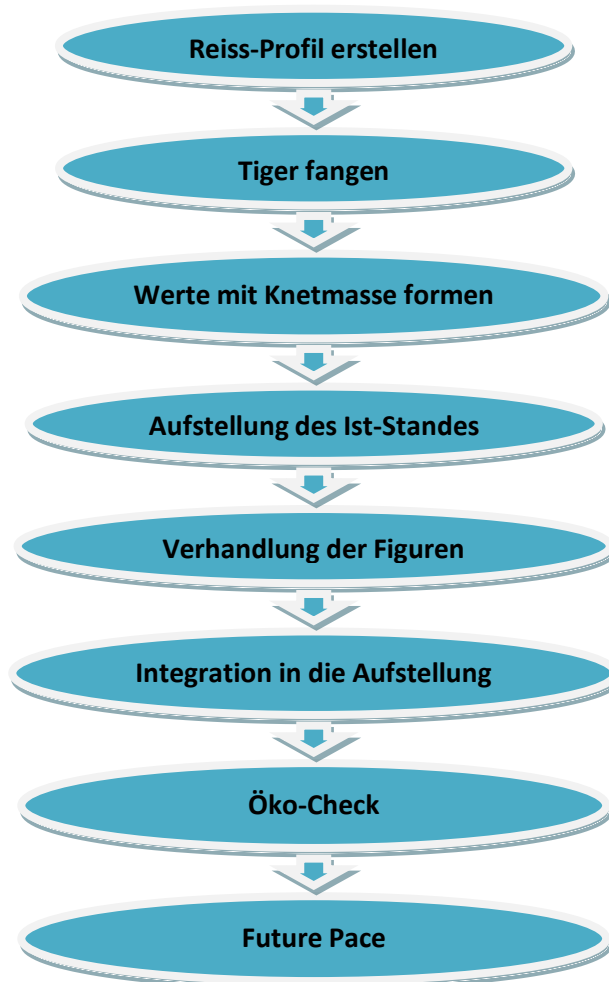 Reiss-Profil erstellen
Tiger fangen
Werte mit Knetmasse formen
Aufstellung des Ist-Standes
Verhandlung der Figuren
Integration in die Aufstellung
Öko-Check
Future Pace